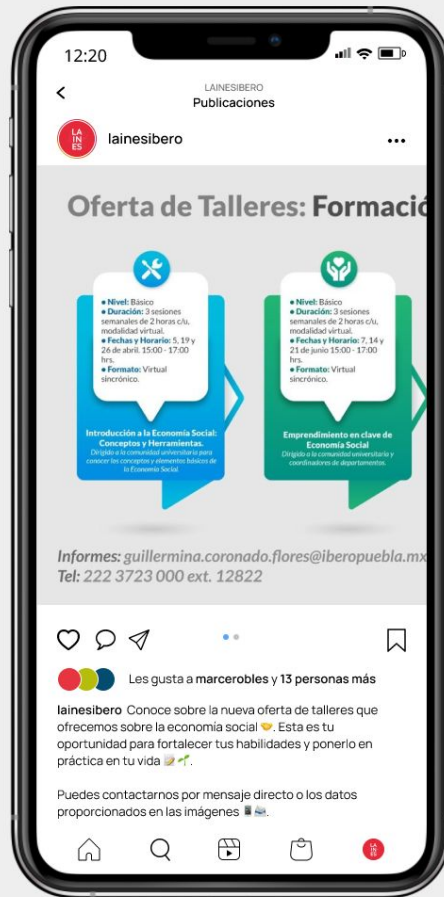 12:20
LAINESIBERO
Publicaciones
LA
IN
ES
lainesibero
Oferta de Talleres: Formació
• Nivel: Básico
• Duración: 3 sesiones
semanales de 2 horas c/u,
modalidad virtual.
• Fechas y Horario: 5, 19 y
26 de abril. 15:00 - 17:00
hrs.
• Formato: Virtual
sincrónico.
Introducción a la Economía Social:
Conceptos y Herramientas.
Dirigido a la comunidad universitaria para
conocer los conceptos y elementos básicos de
la Economía Social.
• Nivel: Básico
• Duración: 3 sesiones
semanales de 2 horas c/u,
modalidad virtual.
• Fechas y Horario: 7, 14 y
21 de junio 15:00 - 17:00
hrs.
• Formato: Virtual
sincrónico.
Emprendimiento en clave de
Economía Social
Dirigido a la comunidad universitaria y
coordinadores de departamentos.
Informes: guillermina.coronado.flores@iberopuebla.mx
Tel: 222 3723 000 ext. 12822
Les gusta a marcerobles y 13 personas más
lainesibero Conoce sobre la nueva oferta de talleres que
ofrecemos sobre la economía social 🤝. Esta es tu
oportunidad para fortalecer tus habilidades y ponerlo en
práctica en tu vida 📝🌱.
Puedes contactarnos por mensaje directo o los datos
proporcionados en las imágenes 📱📨.
LA
IN
ES